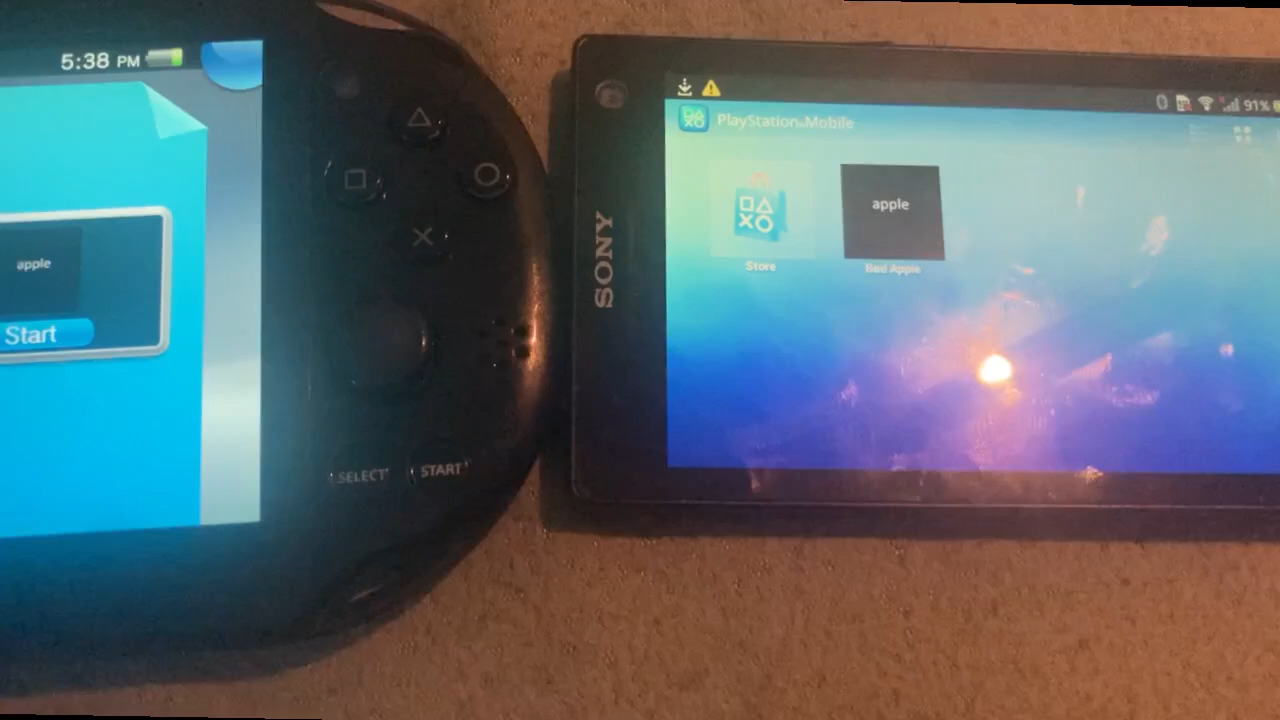 5:38 PM
apple
Start
SELECT
START
SONY
91%
PlayStation®Mobile
apple
Store
Bad Apple